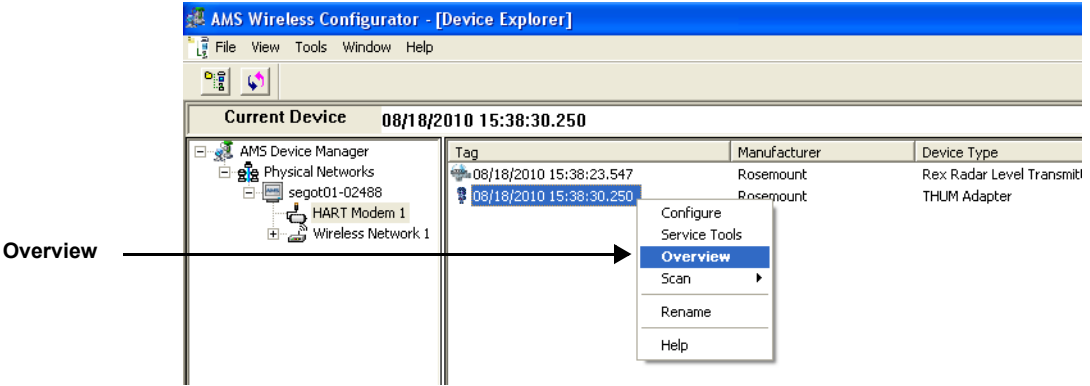 AMS Wireless Configurator - [Device Explorer]
File View Tools Window Help
Current Device 08/18/2010 15:38:30.250
AMS Device Manager
Physical Networks
segot01-02488
HART Modem 1
Wireless Network 1
Tag Manufacturer Device Type
08/18/2010 15:38:23.547 Rosemount Rex Radar Level Transmitt
08/18/2010 15:38:30.250 Rosemount THUM Adapter
Configure
Service Tools
Overview
Scan
Rename
Help
Overview